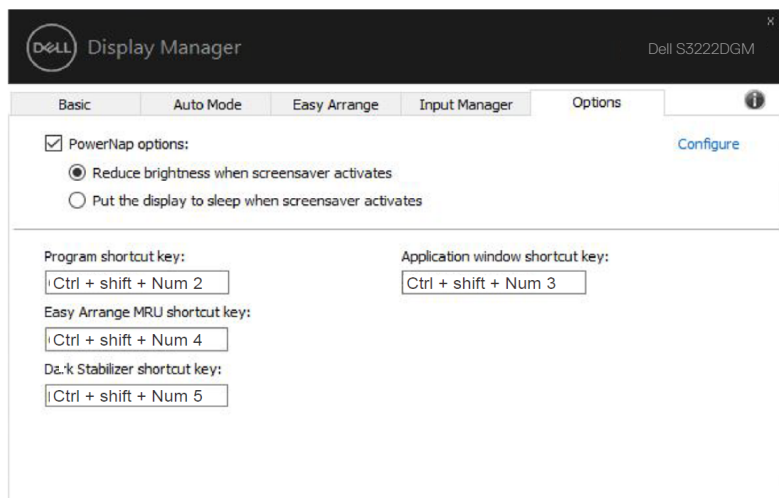 x
DELL Display Manager
Dell S3222DGM
Basic Auto Mode Easy Arrange Input Manager Options i
PowerNap options:
Configure
Reduce brightness when screensaver activates
Put the display to sleep when screensaver activates
Program shortcut key:
Ctrl + shift + Num 2
Application window shortcut key:
Ctrl + shift + Num 3
Easy Arrange MRU shortcut key:
Ctrl + shift + Num 4
Dark Stabilizer shortcut key:
Ctrl + shift + Num 5